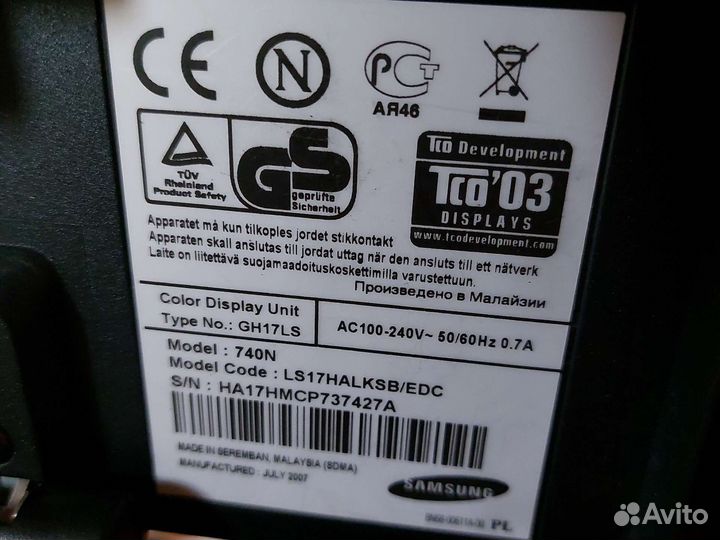 CE N РСТ
АЯ46
TÜV
Rheinland
Product Safety
GS
geprüfte
Sicherheit
TCO Development
TCO'03
DISPLAYS
www.tcodevelopment.com
Apparatet må kun tilkoples jordet stikkontakt
Apparaten skall anslutas till jordat uttag när den ansluts till ett nätverk
Laite on liitettävä suojamaadoituskoskettimilla varustettuun.
Произведено в Малайзии
Color Display Unit
Type No.: GH17LS
AC100-240V~ 50/60Hz 0.7A
Model : 740N
Model Code : LS17HALKSB/EDC
S/N : HA17HMCP737427A
MADE IN SEREMBAN, MALAYSIA (SDMA)
MANUFACTURED : JULY 2007
SAMSUNG
PL
Avito